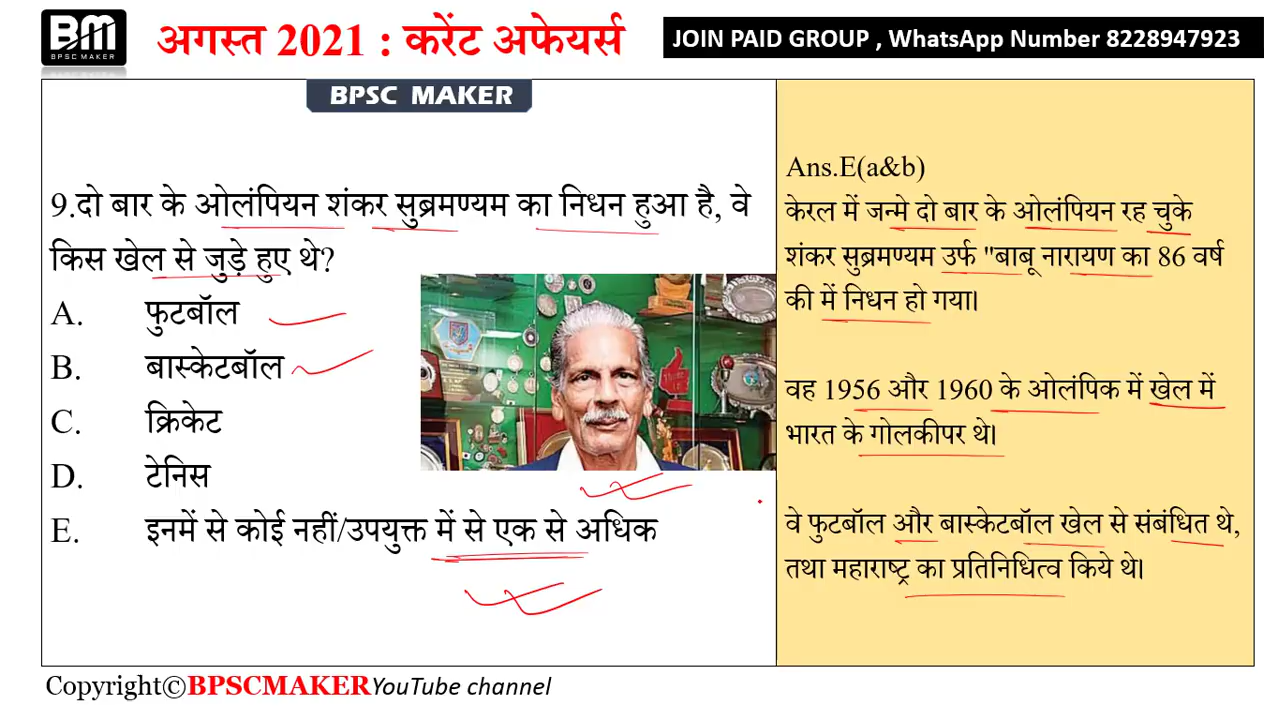 BM
BPSC MAKER
अगस्त 2021 : करेंट अफेयर्स
JOIN PAID GROUP , WhatsApp Number 8228947923
BPSC MAKER
9.दो बार के ओलंपियन शंकर सुब्रमण्यम का निधन हुआ है, वे
किस खेल से जुड़े हुए थे?
A. फुटबॉल
B. बास्केटबॉल
C. क्रिकेट
D. टेनिस
E. इनमें से कोई नहीं/उपयुक्त में से एक से अधिक
Ans.E(a&b)
केरल में जन्मे दो बार के ओलंपियन रह चुके
शंकर सुब्रमण्यम उर्फ "बाबू नारायण का 86 वर्ष
की में निधन हो गया।
वह 1956 और 1960 के ओलंपिक में खेल में
भारत के गोलकीपर थे।
वे फुटबॉल और बास्केटबॉल खेल से संबंधित थे,
तथा महाराष्ट्र का प्रतिनिधित्व किये थे।
Copyright©BPSCMAKERYouTube channel